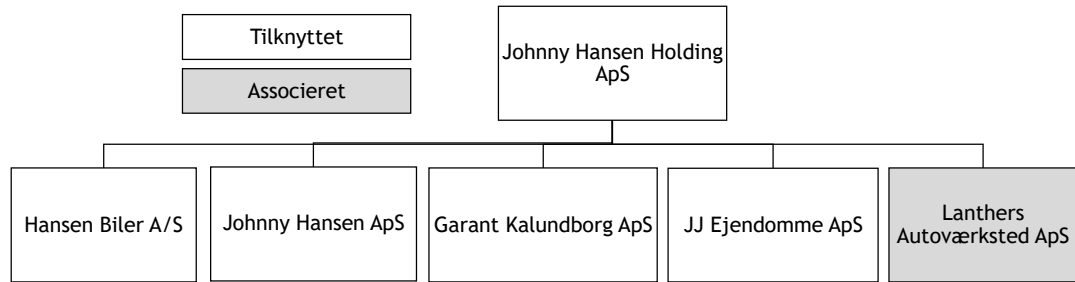 Tilknyttet
Associeret
Johnny Hansen Holding
ApS
Hansen Biler A/S
Johnny Hansen ApS
Garant Kalundborg ApS
JJ Ejendomme ApS
Lanthers
Autoværksted ApS